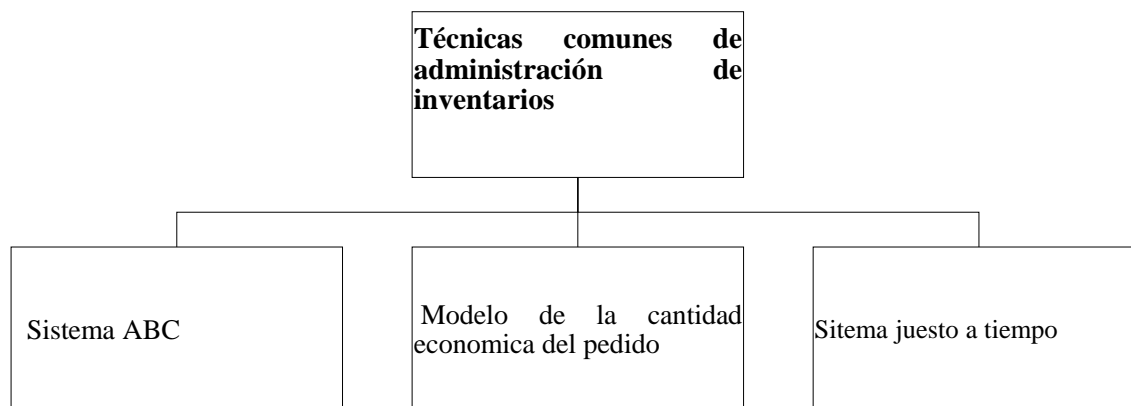 Técnicas comunes de
administración de
inventarios
Sistema ABC
Modelo de la cantidad
economica del pedido
Sitema juesto a tiempo